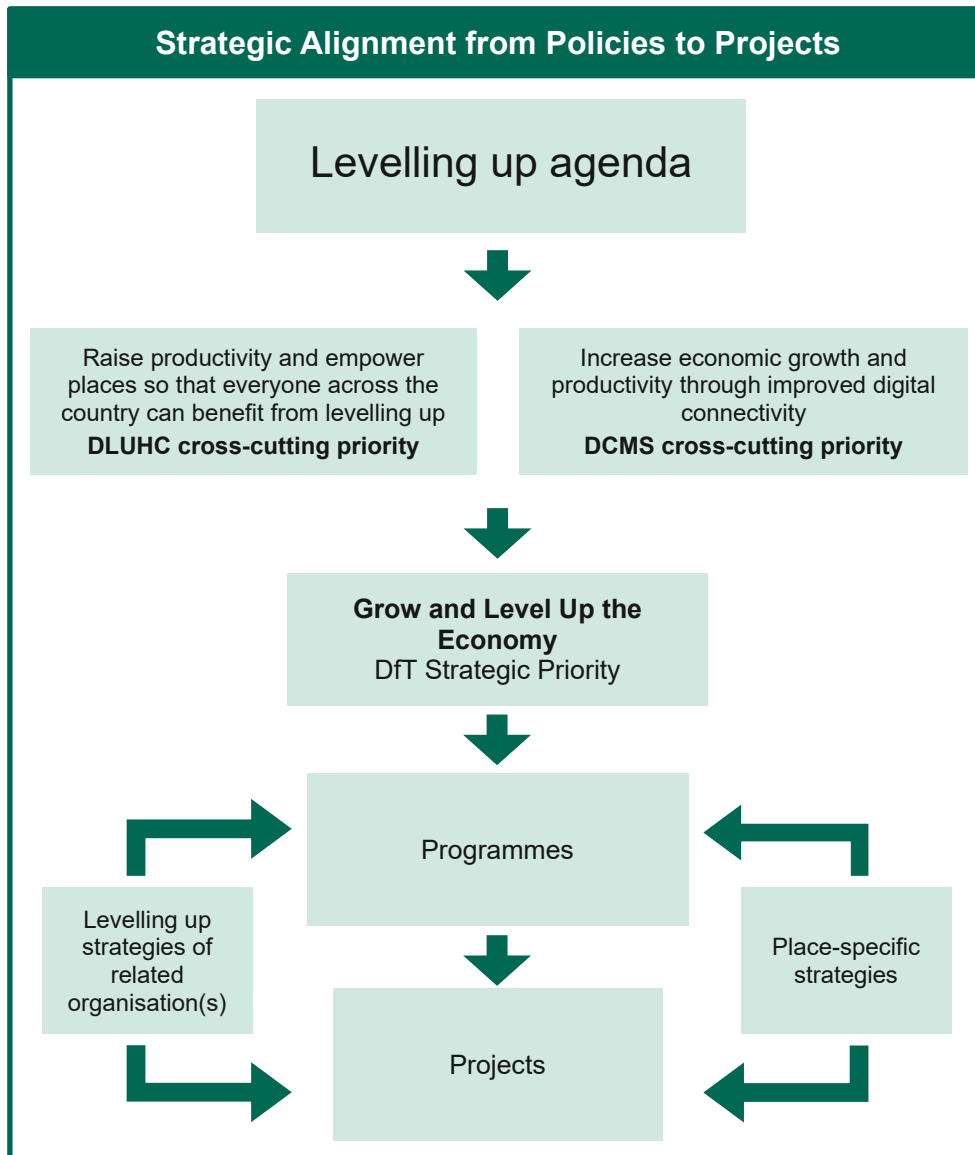 Strategic Alignment from Policies to Projects
Levelling up agenda
Raise productivity and empower
places so that everyone across the
country can benefit from levelling up
DLUHC cross-cutting priority
Increase economic growth and
productivity through improved digital
connectivity
DCMS cross-cutting priority
Grow and Level Up the
Economy
DfT Strategic Priority
Programmes
Levelling up
strategies of
related
organisation(s)
Place-specific
strategies
Projects